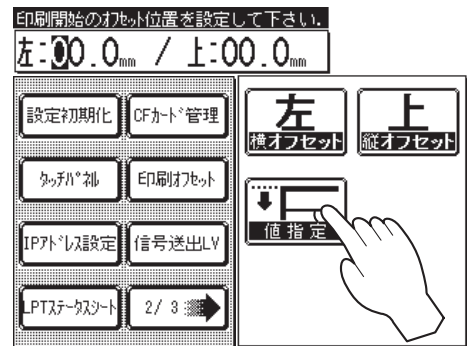 印刷開始のｵﾌｾｯﾄ位置を設定して下さい.
左:00.0mm / 上:00.0mm
設定初期化 CFｶｰﾄﾞ管理
ﾀｯﾁﾊﾟﾈﾙ 印刷ｵﾌｾｯﾄ
IPｱﾄﾞﾚｽ設定 信号送出LV
LPTｽﾃｰﾀｽｼｰﾄ 2/ 3
左 上
横オフセット 縦オフセット
値指定